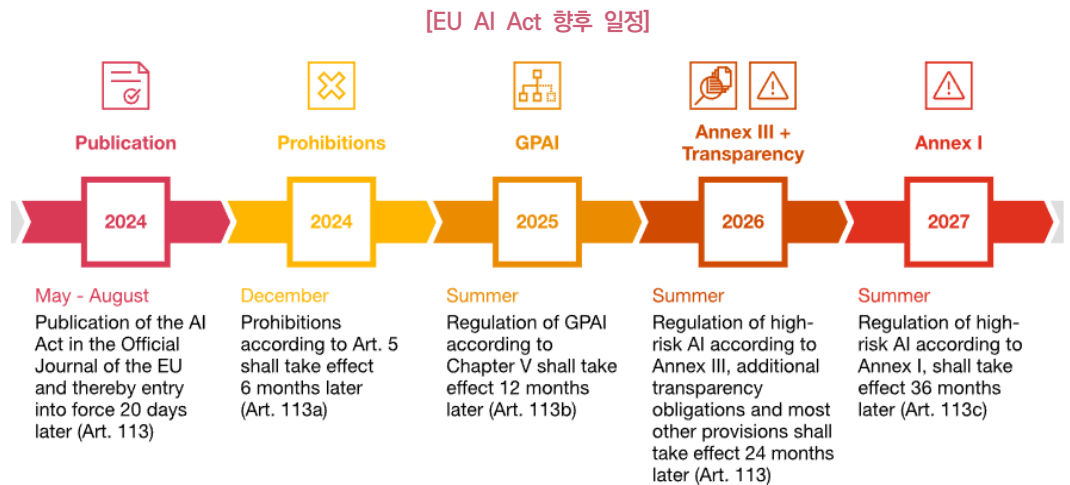 [EU AI Act 향후 일정]
Publication
Prohibitions
GPAI
Annex III +
Transparency
Annex I
2024
2024
2025
2026
2027
May - August
Publication of the AI
Act in the Official
Journal of the EU
and thereby entry
into force 20 days
later (Art. 113)
December
Prohibitions
according to Art. 5
shall take effect
6 months later
(Art. 113a)
Summer
Regulation of GPAI
according to
Chapter V shall take
effect 12 months
later (Art. 113b)
Summer
Regulation of high-
risk AI according to
Annex III, additional
transparency
obligations and most
other provisions shall
take effect 24 months
later (Art. 113)
Summer
Regulation of high-
risk AI according to
Annex I, shall take
effect 36 months
later (Art. 113c)